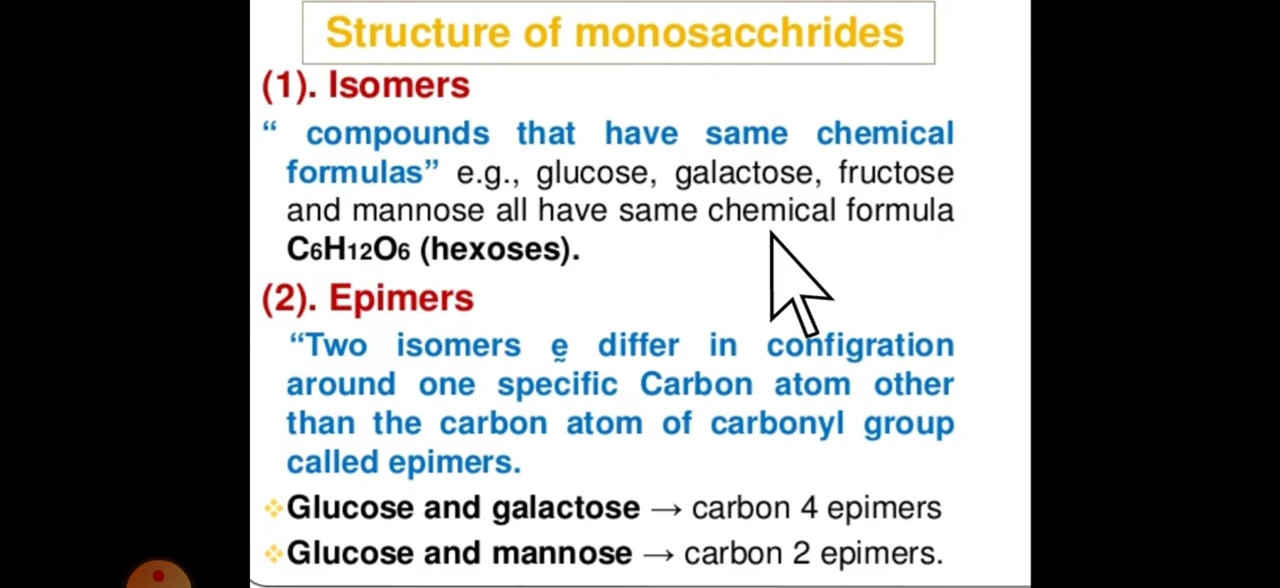 Structure of monosacchrides
(1). Isomers
“ compounds that have same chemical
formulas” e.g., glucose, galactose, fructose
and mannose all have same chemical formula
C6H12O6 (hexoses).
(2). Epimers
“Two isomers ḛ differ in configration
around one specific Carbon atom other
than the carbon atom of carbonyl group
called epimers.
❖Glucose and galactose → carbon 4 epimers
❖Glucose and mannose → carbon 2 epimers.